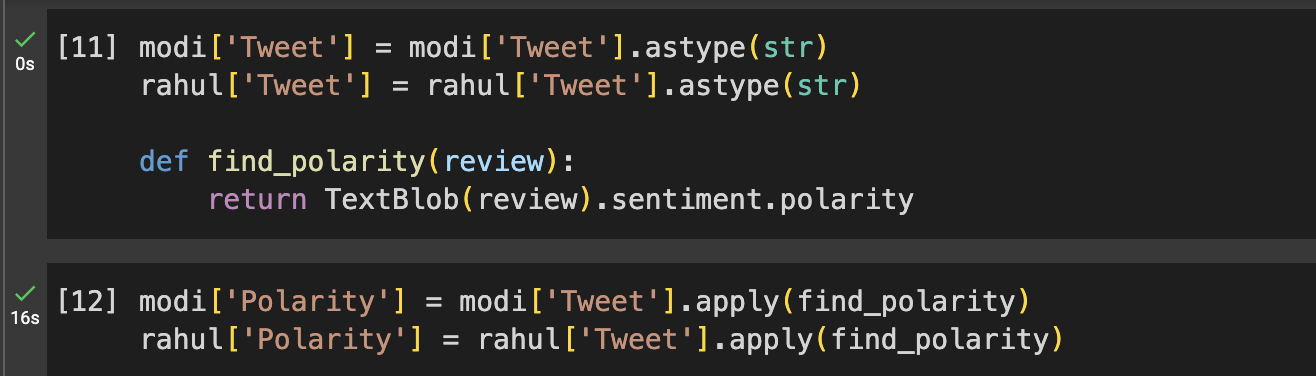 [11] modi['Tweet'] = modi['Tweet'].astype(str)
0s
rahul['Tweet'] = rahul['Tweet'].astype(str)
def find_polarity(review):
return TextBlob(review).sentiment.polarity
[12] modi['Polarity'] = modi['Tweet'].apply(find_polarity)
16s
rahul['Polarity'] = rahul['Tweet'].apply(find_polarity)